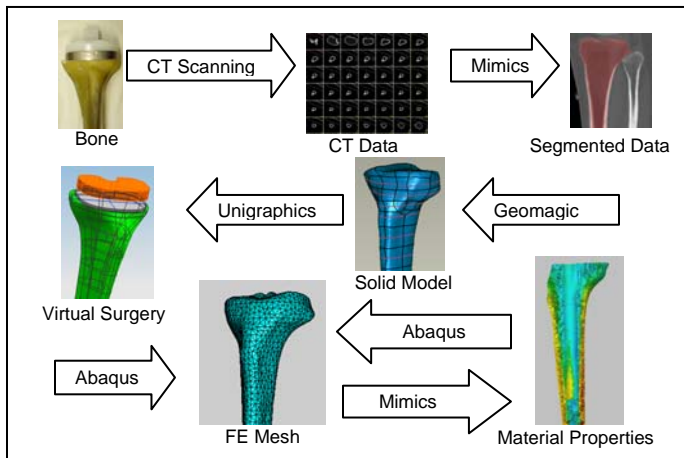 CT Scanning
Mimics
Bone
CT Data
Segmented Data
Unigraphics
Geomagic
Solid Model
Virtual Surgery
Abaqus
Abaqus
Mimics
FE Mesh
Material Properties